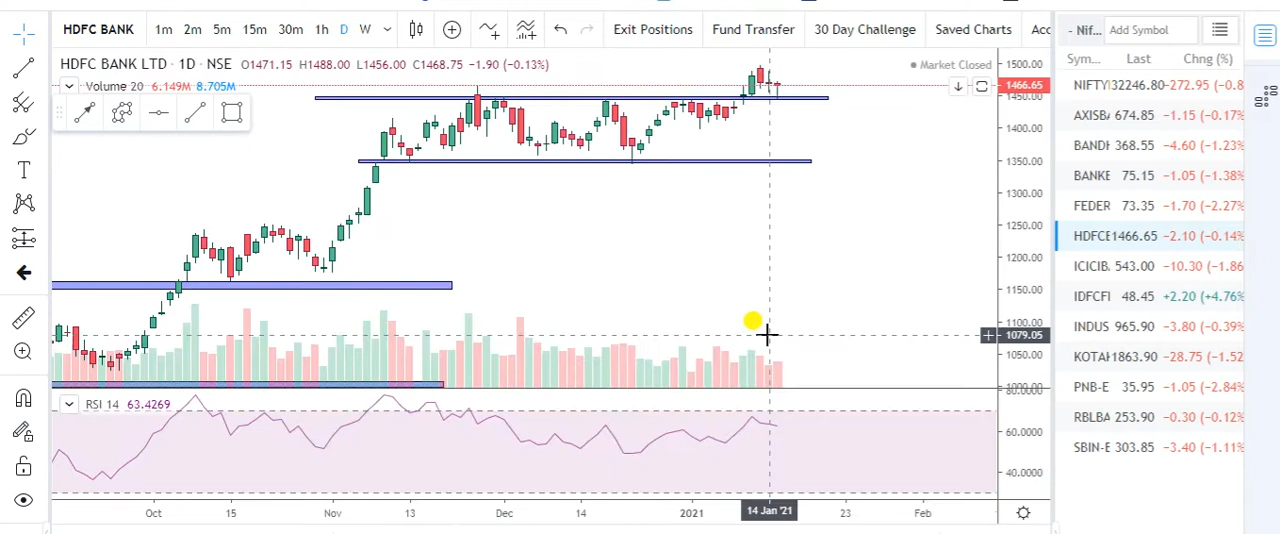 HDFC BANK 1m 2m 5m 15m 30m 1h D W Exit Positions Fund Transfer 30 Day Challenge Saved Charts Acc - Nif... Add Symbol
HDFC BANK LTD · 1D · NSE O1471.15 H1488.00 L1456.00 C1468.75 −1.90 (−0.13%) Market Closed
Volume 20 6.149M 8.705M
1500.00
1466.65
1450.00
1400.00
1350.00
1300.00
1250.00
1200.00
1150.00
1100.00
1079.05
1050.00
1000.00
80.0000
RSI 14 63.4269
60.0000
40.0000
Oct 15 Nov 13 Dec 14 2021 14 Jan '21 23 Feb
Sym... Last Chng (%)
NIFTY 32246.80 −272.95 (−0.8
AXISB 674.85 −1.15 (−0.17%
BANDI 368.55 −4.60 (−1.23%
BANKE 75.15 −1.05 (−1.38%
FEDER 73.35 −1.70 (−2.27%
HDFCE 1466.65 −2.10 (−0.14%
ICICIB. 543.00 −10.30 (−1.86
IDFCFI 48.45 +2.20 (+4.76%
INDUS 965.90 −3.80 (−0.39%
KOTAK 1863.90 −28.75 (−1.52
PNB-E 35.95 −1.05 (−2.84%
RBLBA 253.90 −0.30 (−0.12%
SBIN-E 303.85 −3.40 (−1.11%